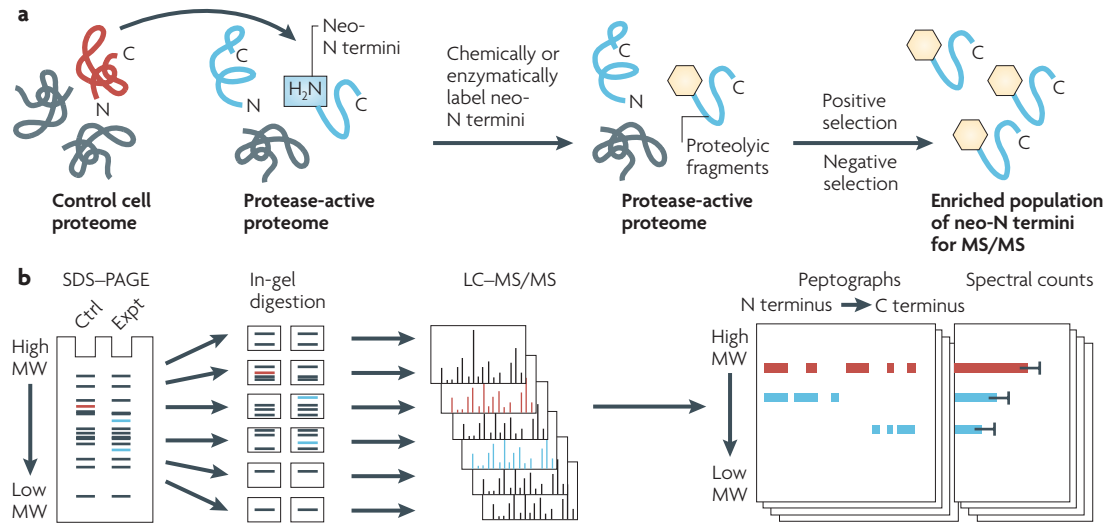 a
Neo-
N termini
C
N
C
N
H₂N
C
Chemically or
enzymatically
label neo-
N termini
C
N
C
Proteolyic
fragments
Positive
selection
Negative
selection
C
C
C
Control cell
proteome
Protease-active
proteome
Protease-active
proteome
Enriched population
of neo-N termini
for MS/MS
b
SDS–PAGE
Ctrl
Expt
In-gel
digestion
LC–MS/MS
Peptographs
N terminus
C terminus
Spectral counts
High
MW
Low
MW
High
MW
Low
MW